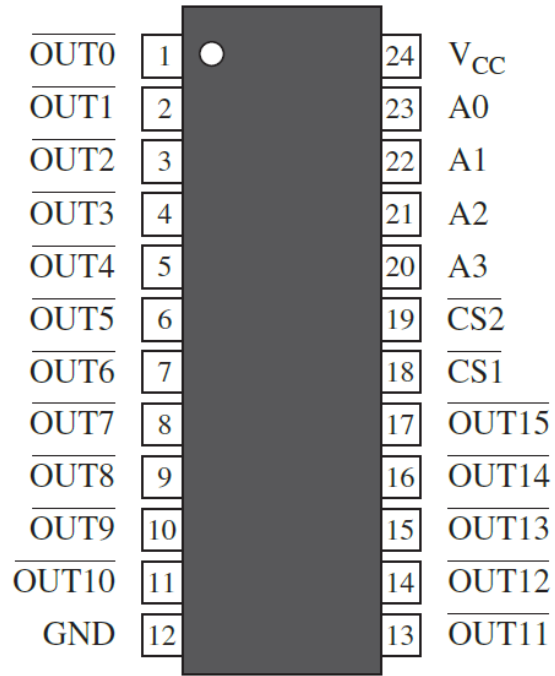 OUT0 1 24 VCC
OUT1 2 23 A0
OUT2 3 22 A1
OUT3 4 21 A2
OUT4 5 20 A3
OUT5 6 19 CS2
OUT6 7 18 CS1
OUT7 8 17 OUT15
OUT8 9 16 OUT14
OUT9 10 15 OUT13
OUT10 11 14 OUT12
GND 12 13 OUT11